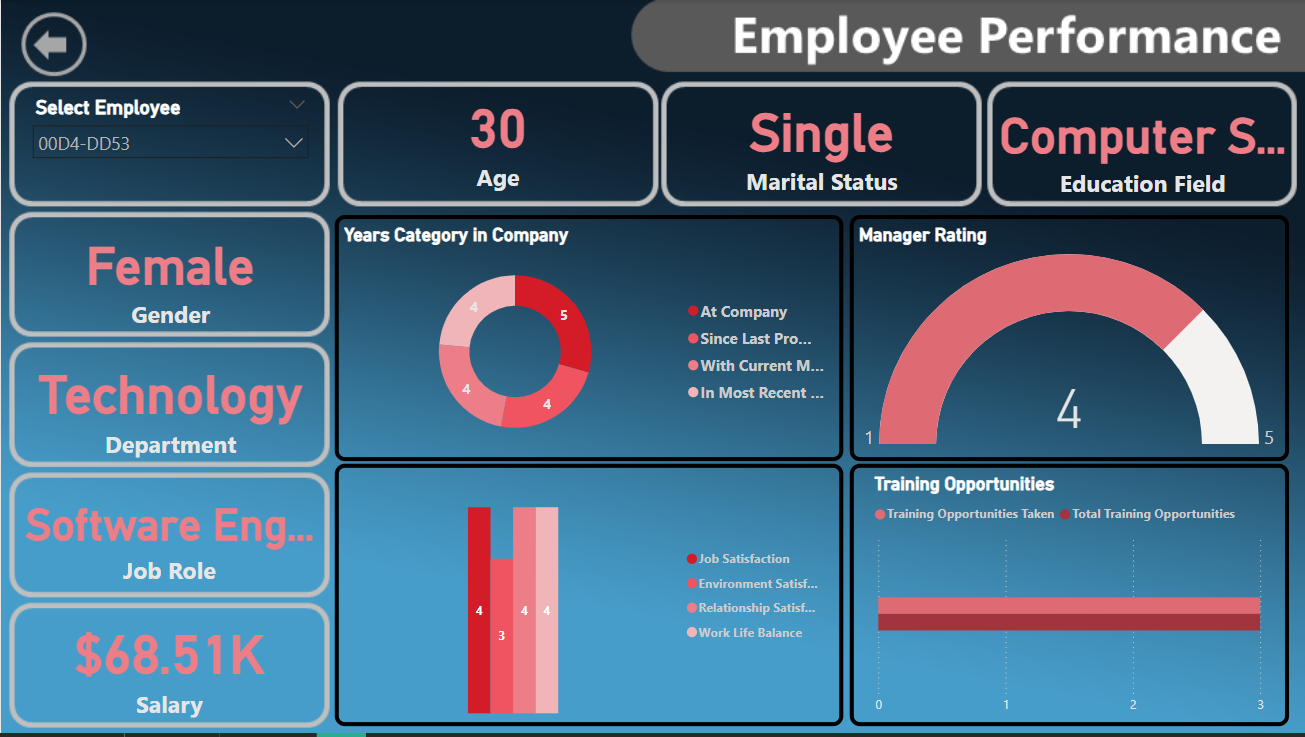 Employee Performance
Select Employee
00D4-DD53
30
Age
Single
Marital Status
Computer S...
Education Field
Female
Gender
Technology
Department
Software Eng...
Job Role
$68.51K
Salary
Years Category in Company
5
4
4
4
At Company
Since Last Pro...
With Current M...
In Most Recent ...
Manager Rating
4
1
5
4
3
4
4
Job Satisfaction
Environment Satisf...
Relationship Satisf...
Work Life Balance
Training Opportunities
Training Opportunities Taken Total Training Opportunities
0 1 2 3